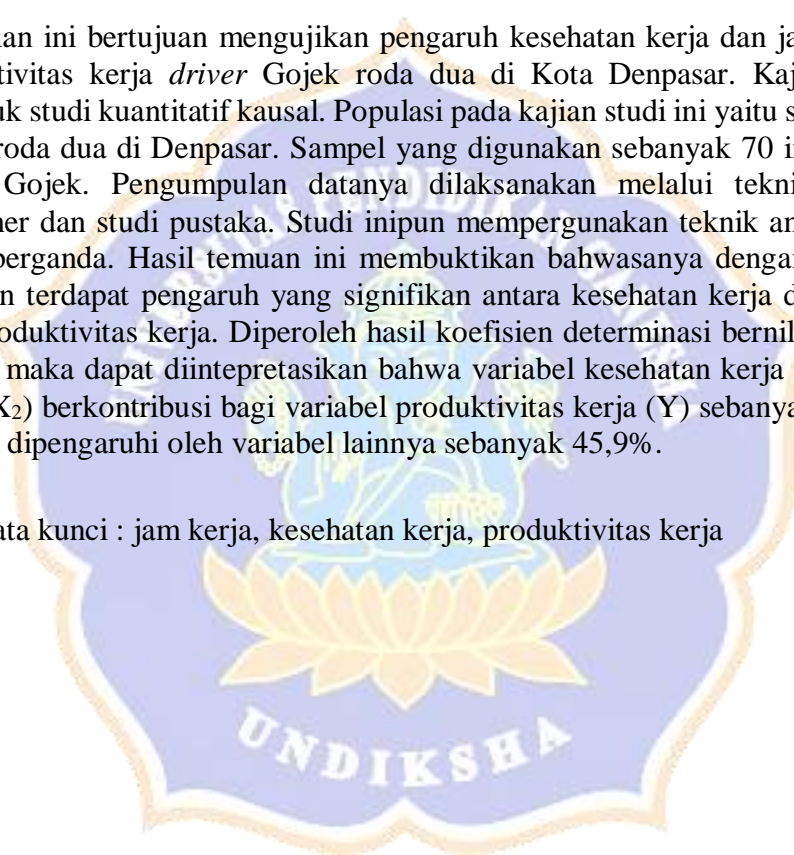 an ini bertujuan mengujikan pengaruh kesehatan kerja dan ja
tivitas kerja driver Gojek roda dua di Kota Denpasar. Kaj
uk studi kuantitatif kausal. Populasi pada kajian studi ini yaitu s
roda dua di Denpasar. Sampel yang digunakan sebanyak 70 i
Gojek. Pengumpulan datanya dilaksanakan melalui tekni
ner dan studi pustaka. Studi inipun mempergunakan teknik an
berganda. Hasil temuan ini membuktikan bahwasanya denga
n terdapat pengaruh yang signifikan antara kesehatan kerja d
oduktivitas kerja. Diperoleh hasil koefisien determinasi bernil
maka dapat diintepretasikan bahwa variabel kesehatan kerja
X₂) berkontribusi bagi variabel produktivitas kerja (Y) sebanya
dipengaruhi oleh variabel lainnya sebanyak 45,9%.
ata kunci : jam kerja, kesehatan kerja, produktivitas kerja
UNIVERSITAS PENDIDIKAN GANESHA
UNDIKSHA